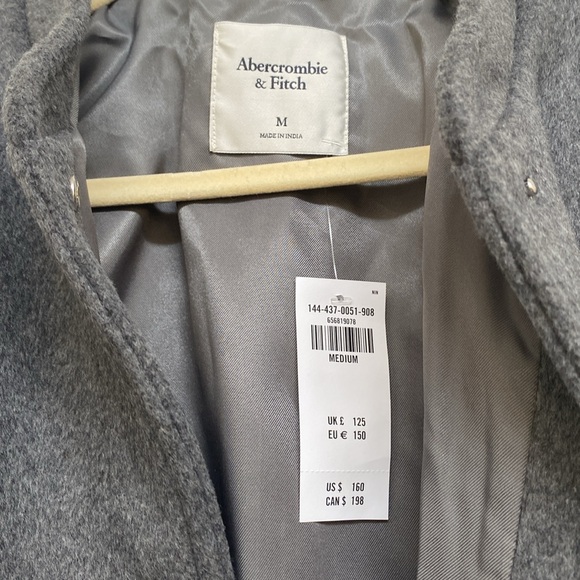 Abercrombie
& Fitch
M
MADE IN INDIA
144-437-0051-908
656819078
MEDIUM
UK £ 125
EU € 150
US $ 160
CAN $ 198